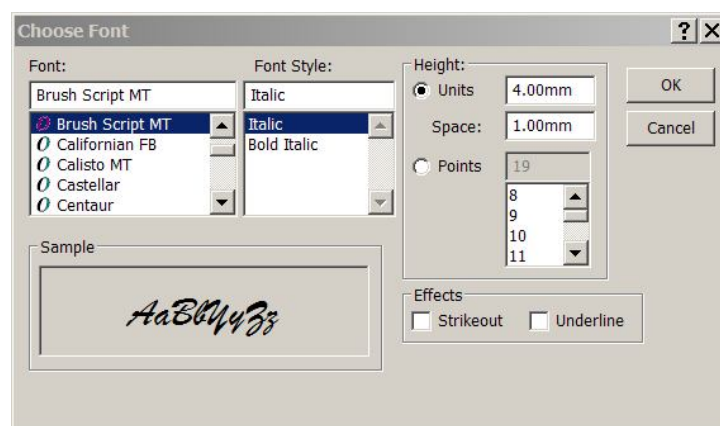 Choose Font
Font:
Brush Script MT
Brush Script MT
Californian FB
Calisto MT
Castellar
Centaur
Font Style:
Italic
Italic
Bold Italic
Height:
Units 4.00mm
Space: 1.00mm
Points 19
8
9
10
11
OK
Cancel
Sample
AaBbYyZz
Effects
Strikeout Underline